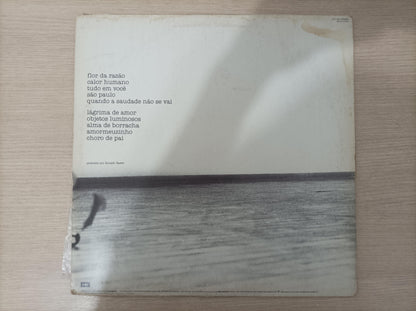 flor da razão
calor humano
tudo em você
são paulo
quando a saudade não se vai
lágrima de amor
objetos luminosos
alma de borracha
amormeuzinho
choro de pai
EMI